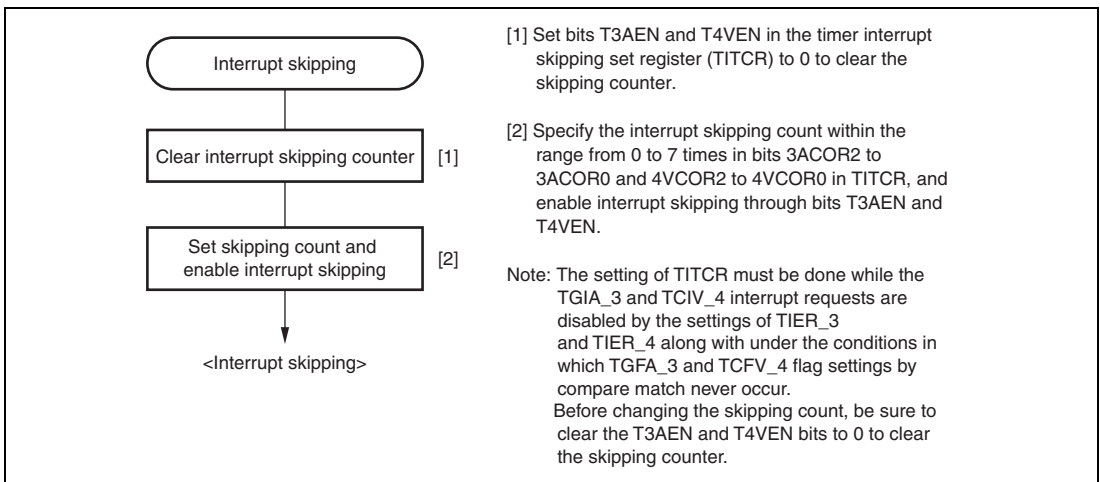 Interrupt skipping
Clear interrupt skipping counter [1]
Set skipping count and
enable interrupt skipping [2]
<Interrupt skipping>
[1] Set bits T3AEN and T4VEN in the timer interrupt
skipping set register (TITCR) to 0 to clear the
skipping counter.
[2] Specify the interrupt skipping count within the
range from 0 to 7 times in bits 3ACOR2 to
3ACOR0 and 4VCOR2 to 4VCOR0 in TITCR, and
enable interrupt skipping through bits T3AEN and
T4VEN.
Note: The setting of TITCR must be done while the
TGIA_3 and TCIV_4 interrupt requests are
disabled by the settings of TIER_3
and TIER_4 along with under the conditions in
which TGFA_3 and TCFV_4 flag settings by
compare match never occur.
Before changing the skipping count, be sure to
clear the T3AEN and T4VEN bits to 0 to clear
the skipping counter.